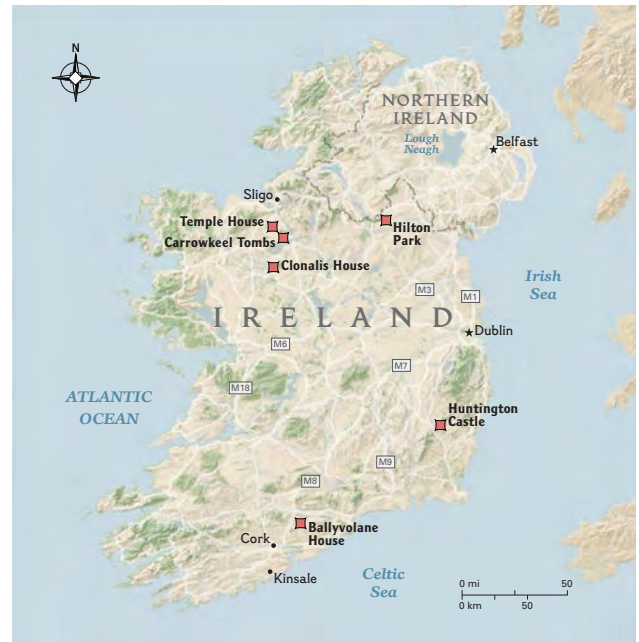 N
NORTHERN
IRELAND
Lough
Neagh
Belfast
Sligo
Temple House
Carrowkeel Tombs
Hilton
Park
Clonalis House
Irish
Sea
M3
M1
IRELAND
Dublin
M6
M7
M18
ATLANTIC
OCEAN
Huntington
Castle
M9
M8
Ballyvolane
House
Cork
Kinsale
Celtic
Sea
0 mi 50
0 km 50